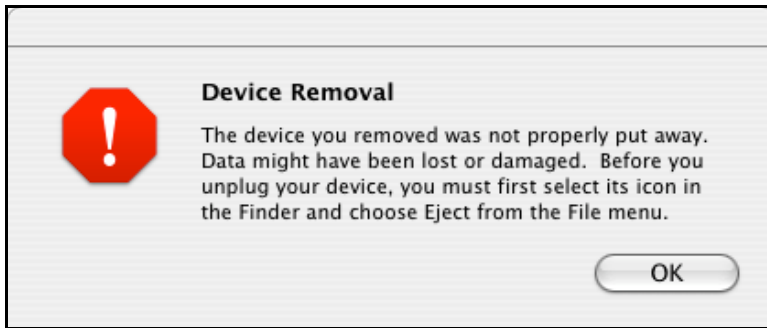 Device Removal
The device you removed was not properly put away.
Data might have been lost or damaged.  Before you
unplug your device, you must first select its icon in
the Finder and choose Eject from the File menu.
OK